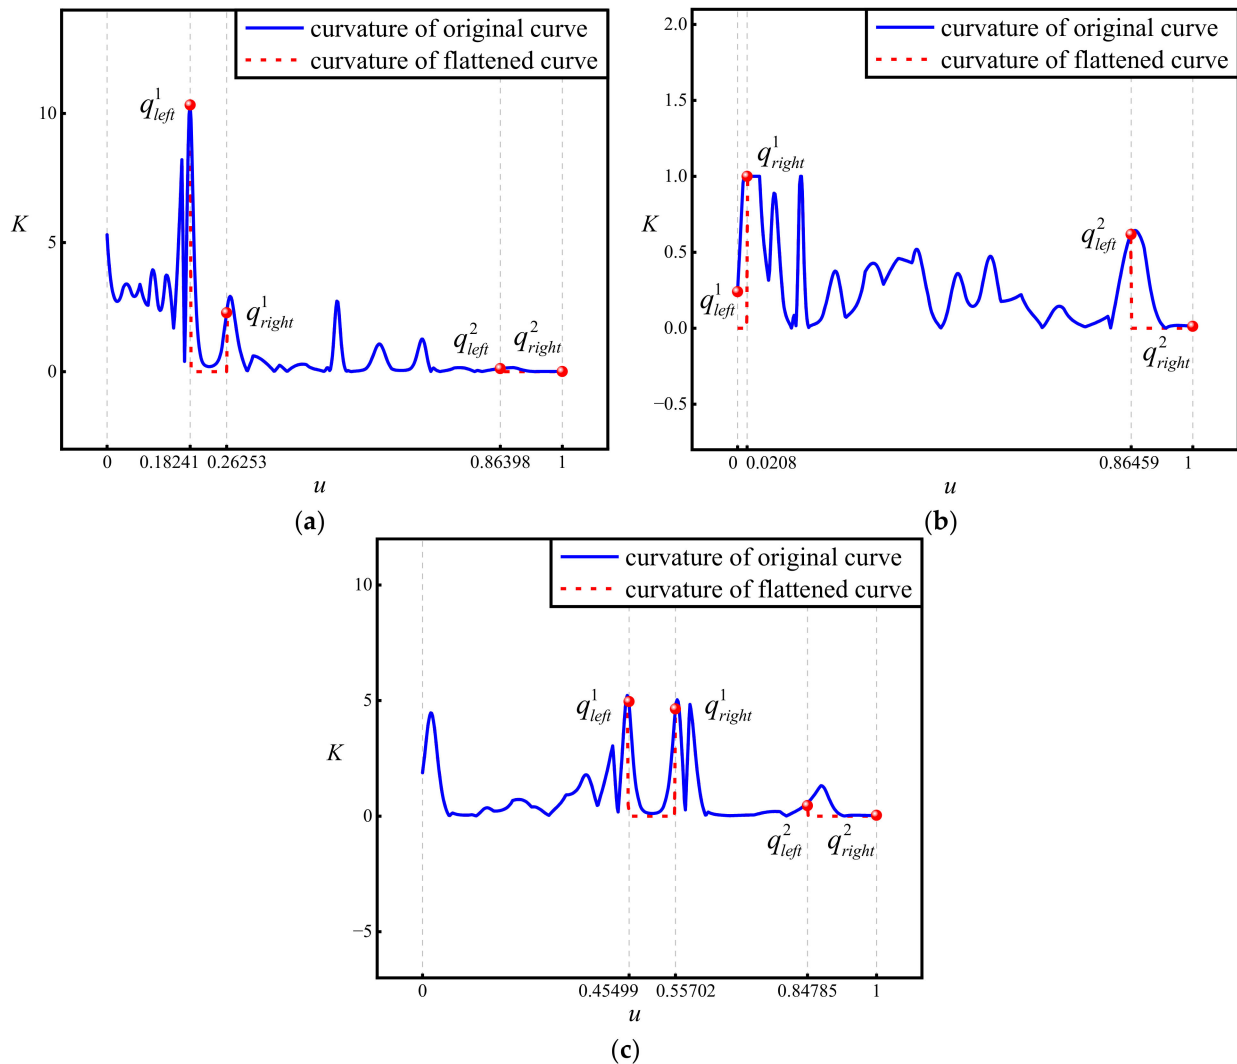 curvature of original curve
curvature of flattened curve
10
5
0
K
q^1_left
q^1_right
q^2_left
q^2_right
0
0.18241
0.26253
0.86398
1
u
(a)
curvature of original curve
curvature of flattened curve
2.0
1.5
1.0
0.5
0.0
−0.5
K
q^1_left
q^1_right
q^2_left
q^2_right
0
0.0208
0.86459
1
u
(b)
curvature of original curve
curvature of flattened curve
10
5
0
−5
K
q^1_left
q^1_right
q^2_left
q^2_right
0
0.45499
0.55702
0.84785
1
u
(c)